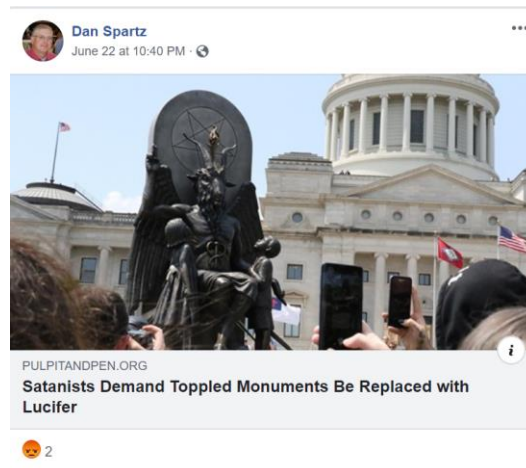 Dan Spartz
June 22 at 10:40 PM ·
PULPITANDPEN.ORG
Satanists Demand Toppled Monuments Be Replaced with
Lucifer
2